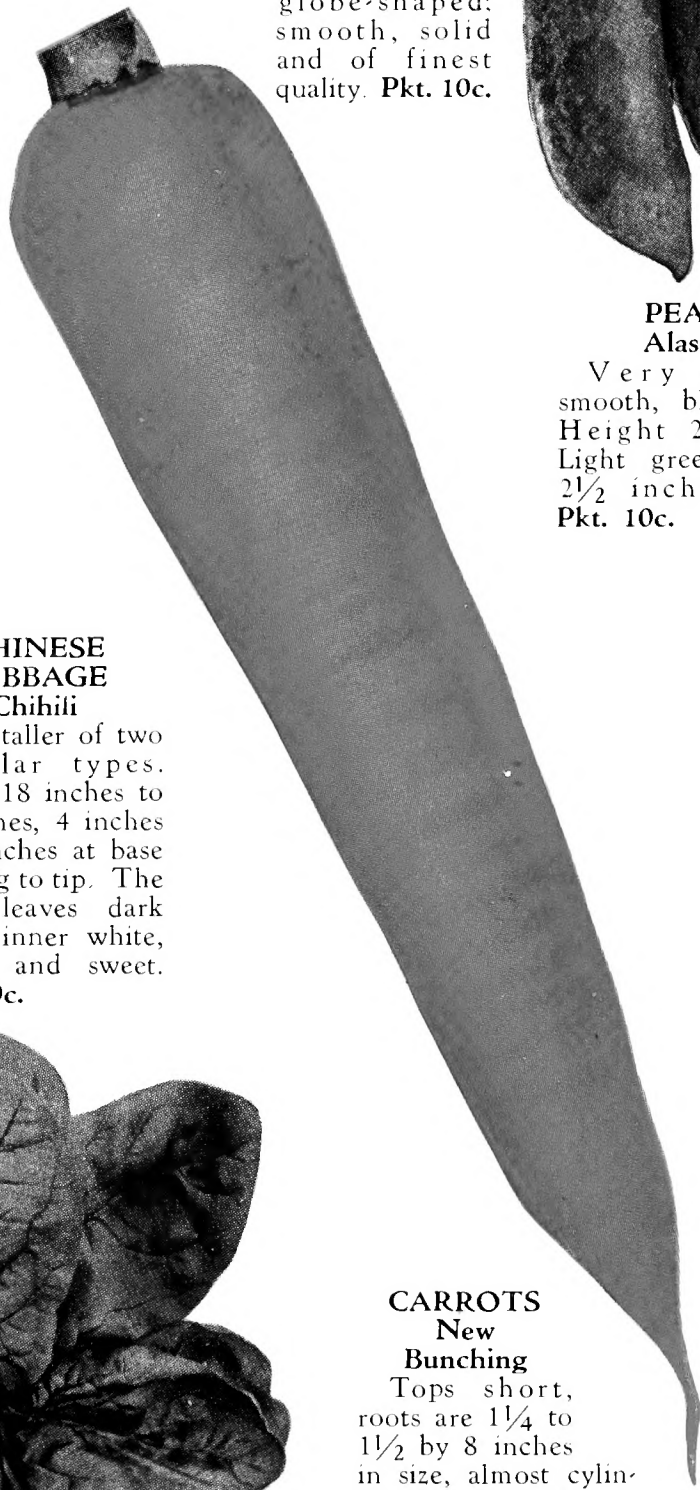 globe-shaped;
smooth, solid
and of finest
quality. Pkt. 10c.
PEA
Alas
Very
smooth, b
Height 2
Light gree
2½ inch
Pkt. 10c.
HINESE
BBAGE
Chihili
taller of two
lar types.
18 inches to
nes, 4 inches
nches at base
g to tip. The
leaves dark
inner white,
and sweet.
0c.
CARROTS
New
Bunching
Tops short,
roots are 1¼ to
1½ by 8 inches
in size, almost cylin-